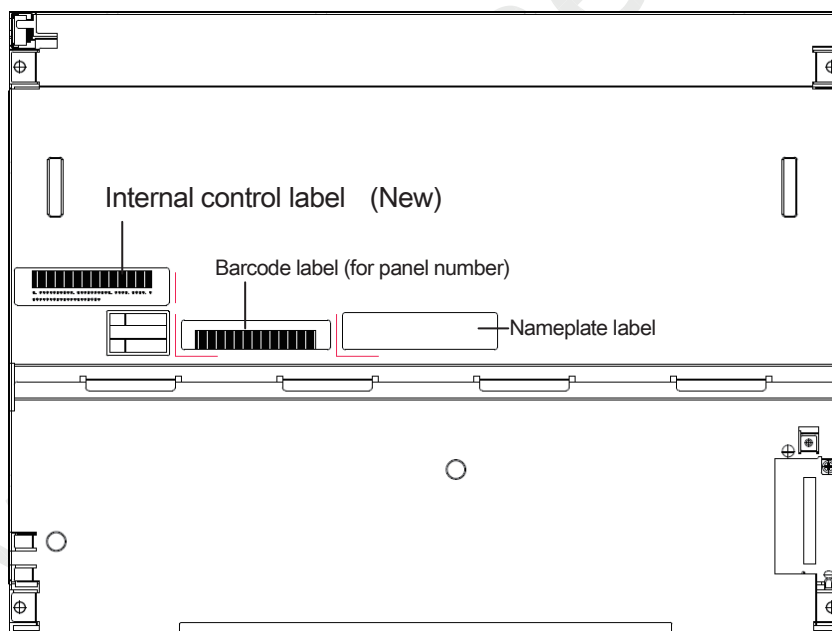 Internal control label (New)
Barcode label (for panel number)
Nameplate label